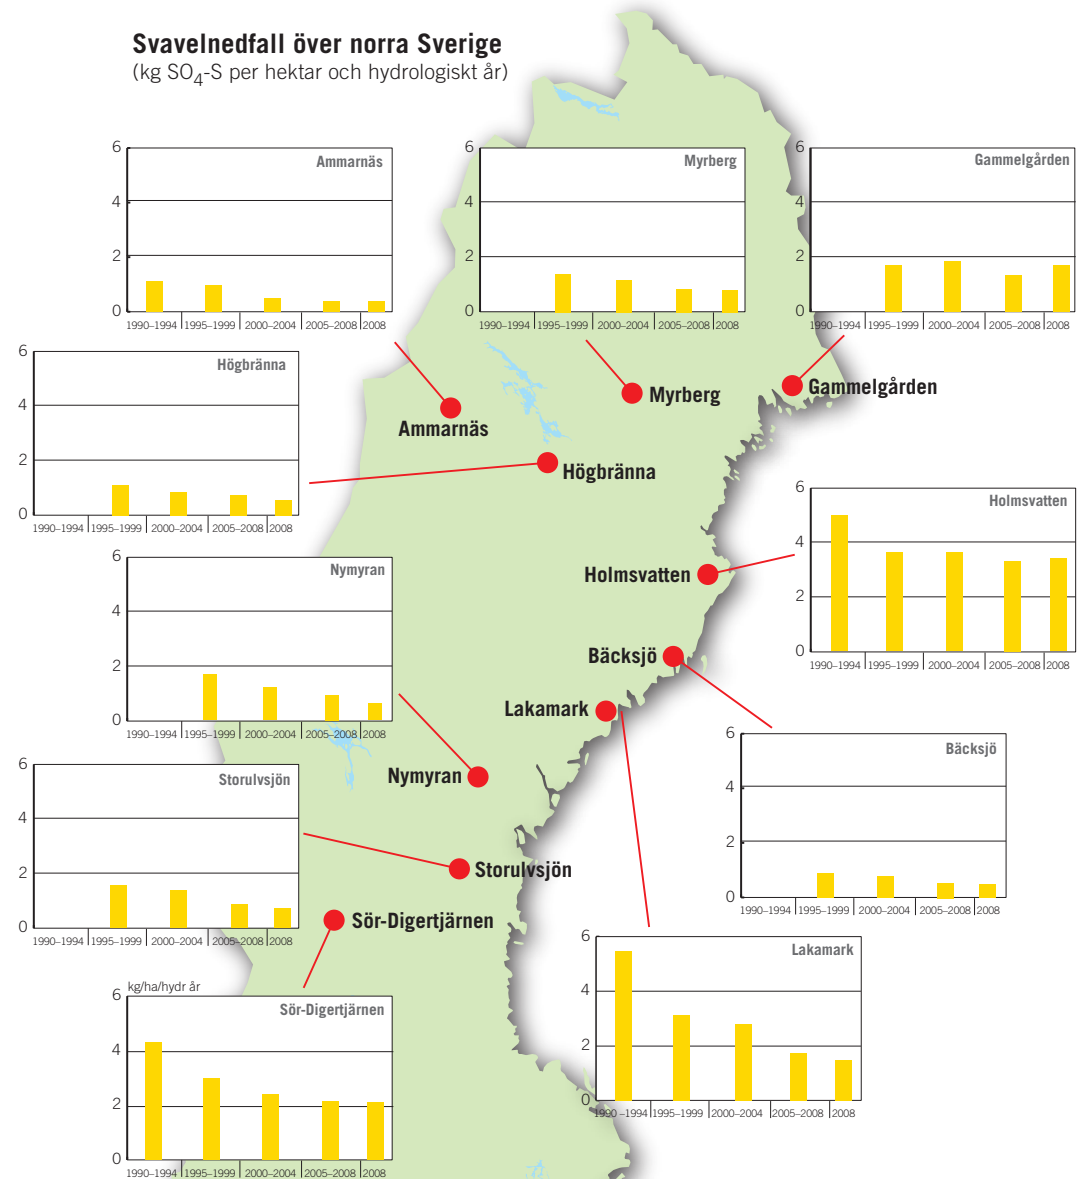 Svavelnedfall över norra Sverige
(kg SO4-S per hektar och hydrologiskt år)
6
4
2
0
Ammarnäs
1990–1994 1995–1999 2000–2004 2005–2008 2008
6
4
2
0
Myrberg
1990–1994 1995–1999 2000–2004 2005–2008 2008
6
4
2
0
Gammelgården
1990–1994 1995–1999 2000–2004 2005–2008 2008
6
4
2
0
Högbränna
1990–1994 1995–1999 2000–2004 2005–2008 2008
Ammarnäs
Myrberg
Gammelgården
Högbränna
6
4
2
0
Holmsvatten
1990–1994 1995–1999 2000–2004 2005–2008 2008
6
4
2
0
Nymyran
1990–1994 1995–1999 2000–2004 2005–2008 2008
Holmsvatten
Bäcksjö
Lakamark
Nymyran
6
4
2
0
Bäcksjö
1990–1994 1995–1999 2000–2004 2005–2008 2008
6
4
2
0
Storulvsjön
1990–1994 1995–1999 2000–2004 2005–2008 2008
Storulvsjön
Sör-Digertjärnen
6
4
2
0
Lakamark
1990 –1994 1995–1999 2000–2004 2005–2008 2008
kg/ha/hydr år
6
4
2
0
Sör-Digertjärnen
1990–1994 1995–1999 2000–2004 2005–2008 2008